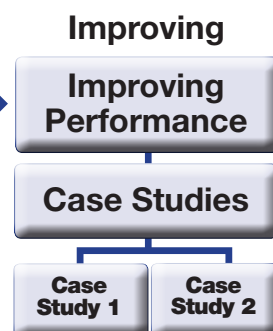 Improving
Improving
Performance
Case Studies
Case
Study 1
Case
Study 2